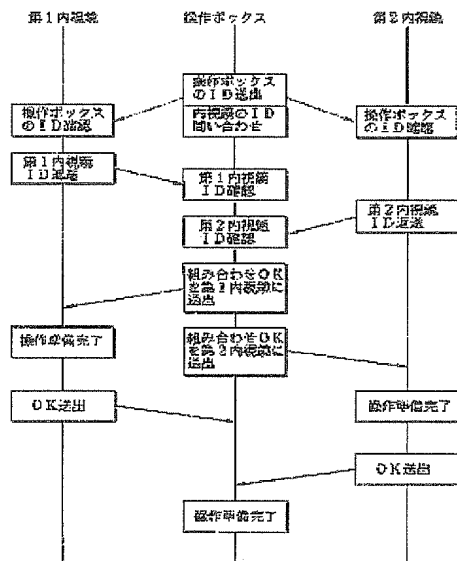 第1内視鏡
操作ボックス
第2内視鏡
操作ボックス
のID送出
内視鏡のID
問い合わせ
操作ボックス
のID確認
操作ボックス
のID確認
第1内視鏡
ID返送
第1内視鏡
ID確認
第2内視鏡
ID返送
第2内視鏡
ID確認
組み合わせOK
を第1内視鏡に
送出
操作準備完了
組み合わせOK
を第2内視鏡に
送出
OK送出
操作準備完了
OK送出
操作準備完了